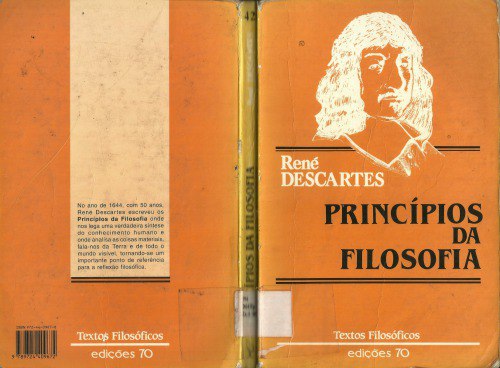 No ano de 1644, com 50 anos,
René Descartes escreveu os
Princípios da Filosofia onde
nos lega uma verdadeira síntese
do conhecimento humano e
onde analisa as coisas materiais,
fala-nos da Terra e de todo o
mundo visível, tornando-se um
importante ponto de referência
para a reflexão filosófica.
Textos Filosóficos
edições 70
42
PIOS DA FILOSOFIA
René
DESCARTES
PRINCÍPIOS
DA
FILOSOFIA
Textos Filosóficos
edições 70